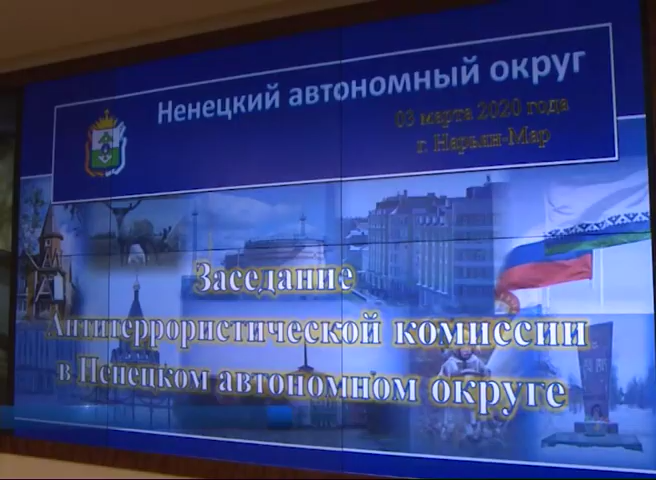 Ненецкий автономный округ
03 марта 2020 года
г. Нарьян-Мар
Заседание
Антитеррористической комиссии
в Ненецком автономном округе